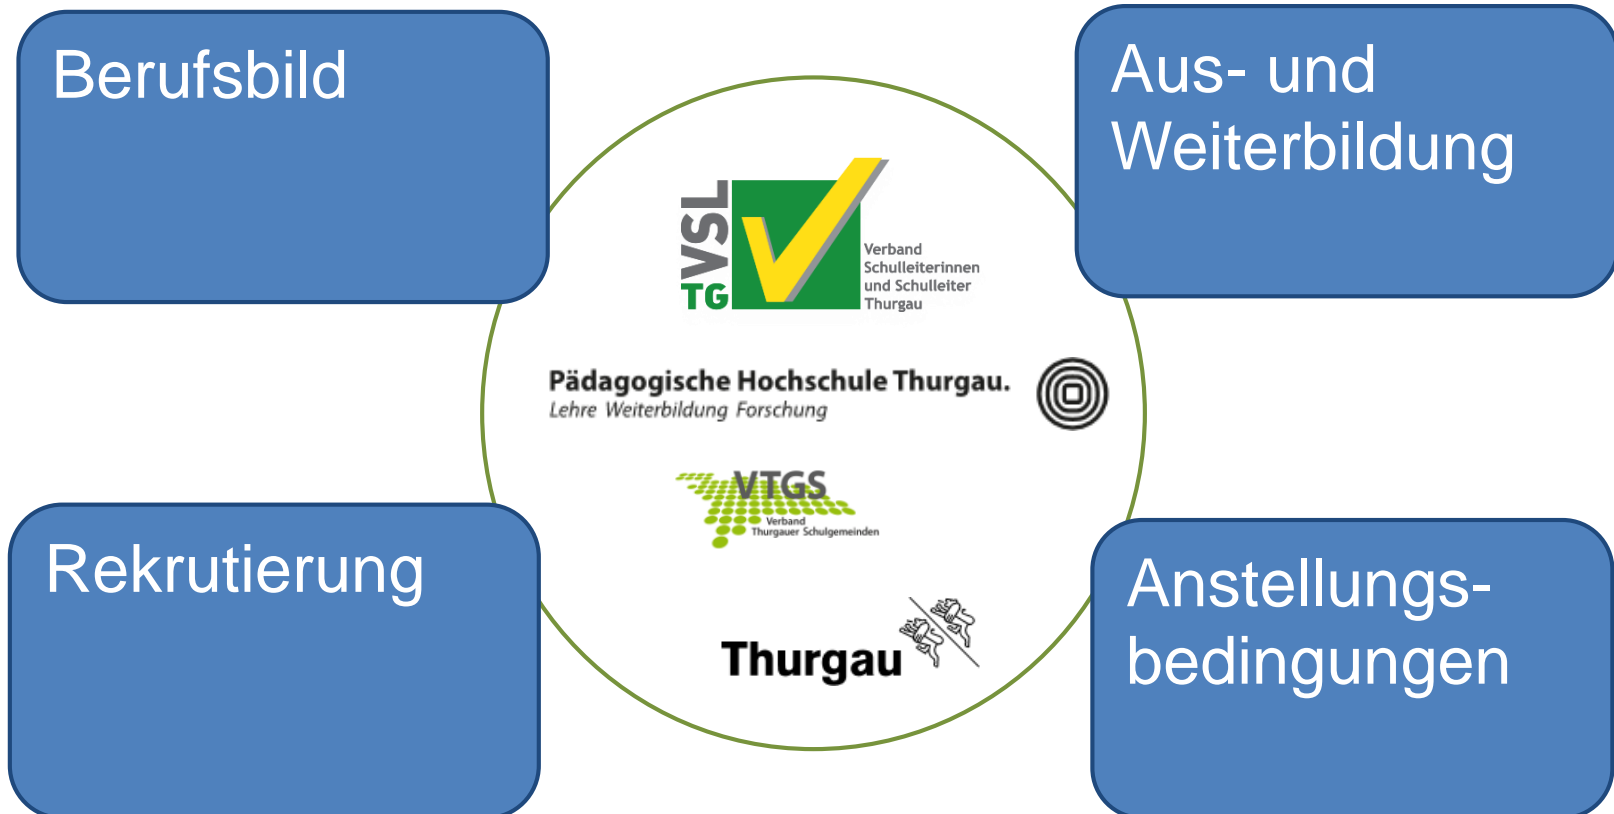 Berufsbild
Aus- und
Weiterbildung
VSL
TG
Verband
Schulleiterinnen
und Schulleiter
Thurgau
Pädagogische Hochschule Thurgau.
Lehre Weiterbildung Forschung
VTGS
Verband
Thurgauer Schulgemeinden
Thurgau
Rekrutierung
Anstellungs-
bedingungen